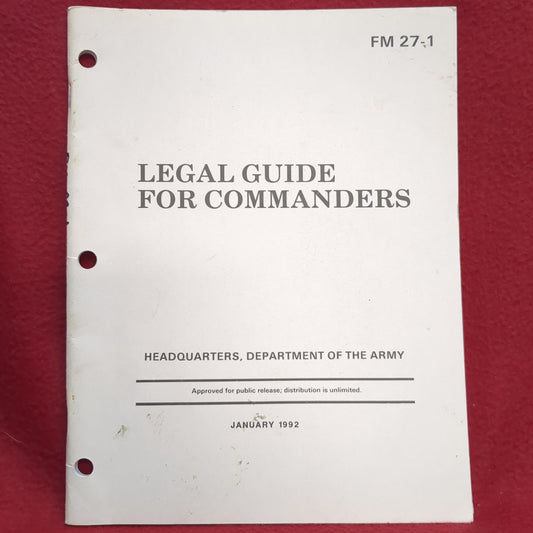 FM 27-1
LEGAL GUIDE
FOR COMMANDERS
HEADQUARTERS, DEPARTMENT OF THE ARMY
Approved for public release; distribution is unlimited.
JANUARY 1992